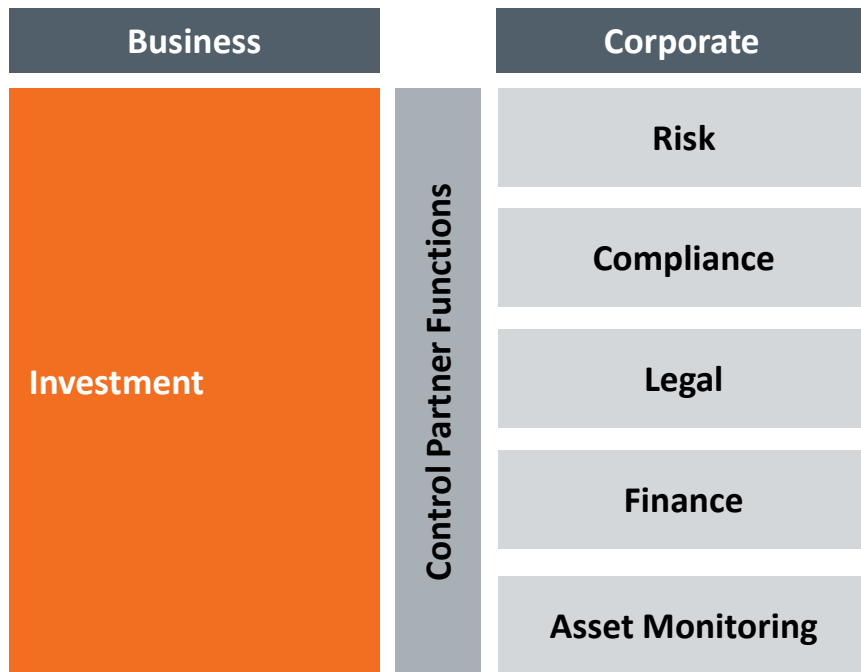 Business
Corporate
Investment
Control Partner Functions
Risk
Compliance
Legal
Finance
Asset Monitoring